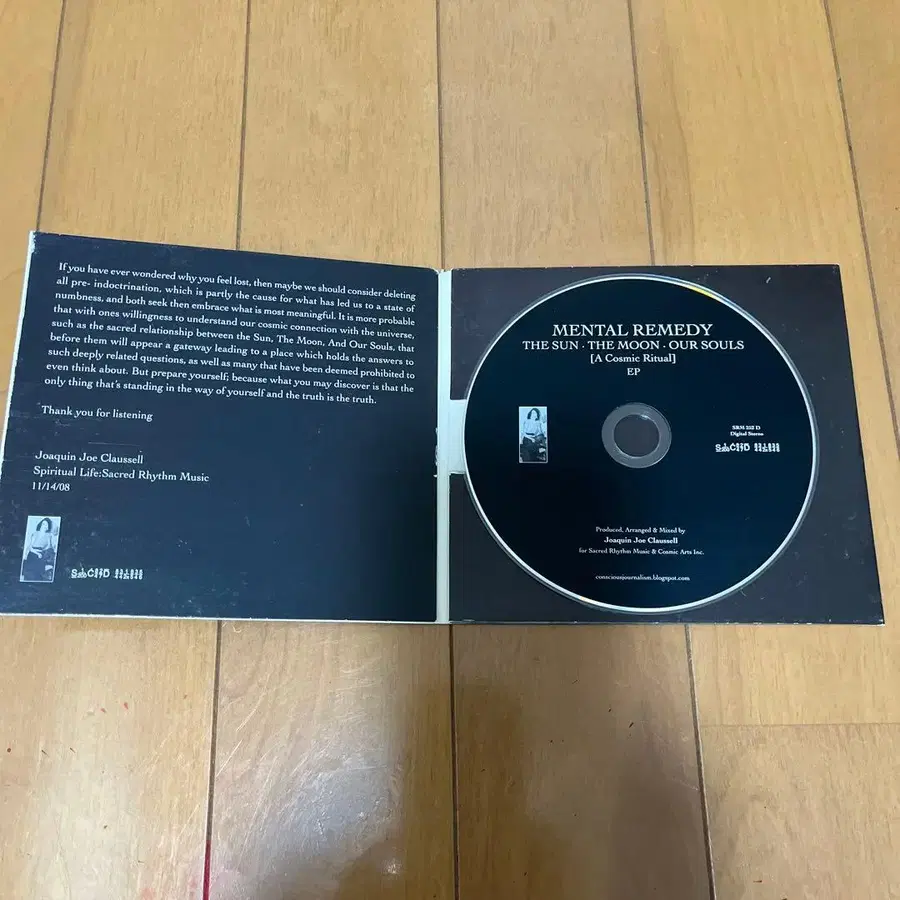 If you have ever wondered why you feel lost, then maybe we should consider deleting
all pre- indoctrination, which is partly the cause for what has led us to a state of
numbness, and both seek then embrace what is most meaningful. It is more probable
that with ones willingness to understand our cosmic connection with the universe,
such as the sacred relationship between the Sun, The Moon, And Our Souls, that
before them will appear a gateway leading to a place which holds the answers to
such deeply related questions, as well as many that have been deemed prohibited to
even think about. But prepare yourself; because what you may discover is that the
only thing that's standing in the way of yourself and the truth is the truth.
Thank you for listening
Joaquin Joe Claussell
Spiritual Life:Sacred Rhythm Music
11/14/08
MENTAL REMEDY
THE SUN · THE MOON · OUR SOULS
[A Cosmic Ritual]
EP
Digital Stereo
Produced, Arranged & Mixed by
Joaquin Joe Claussell
for Sacred Rhythm Music & Cosmic Arts Inc.
consciousjournalism.blogspot.com